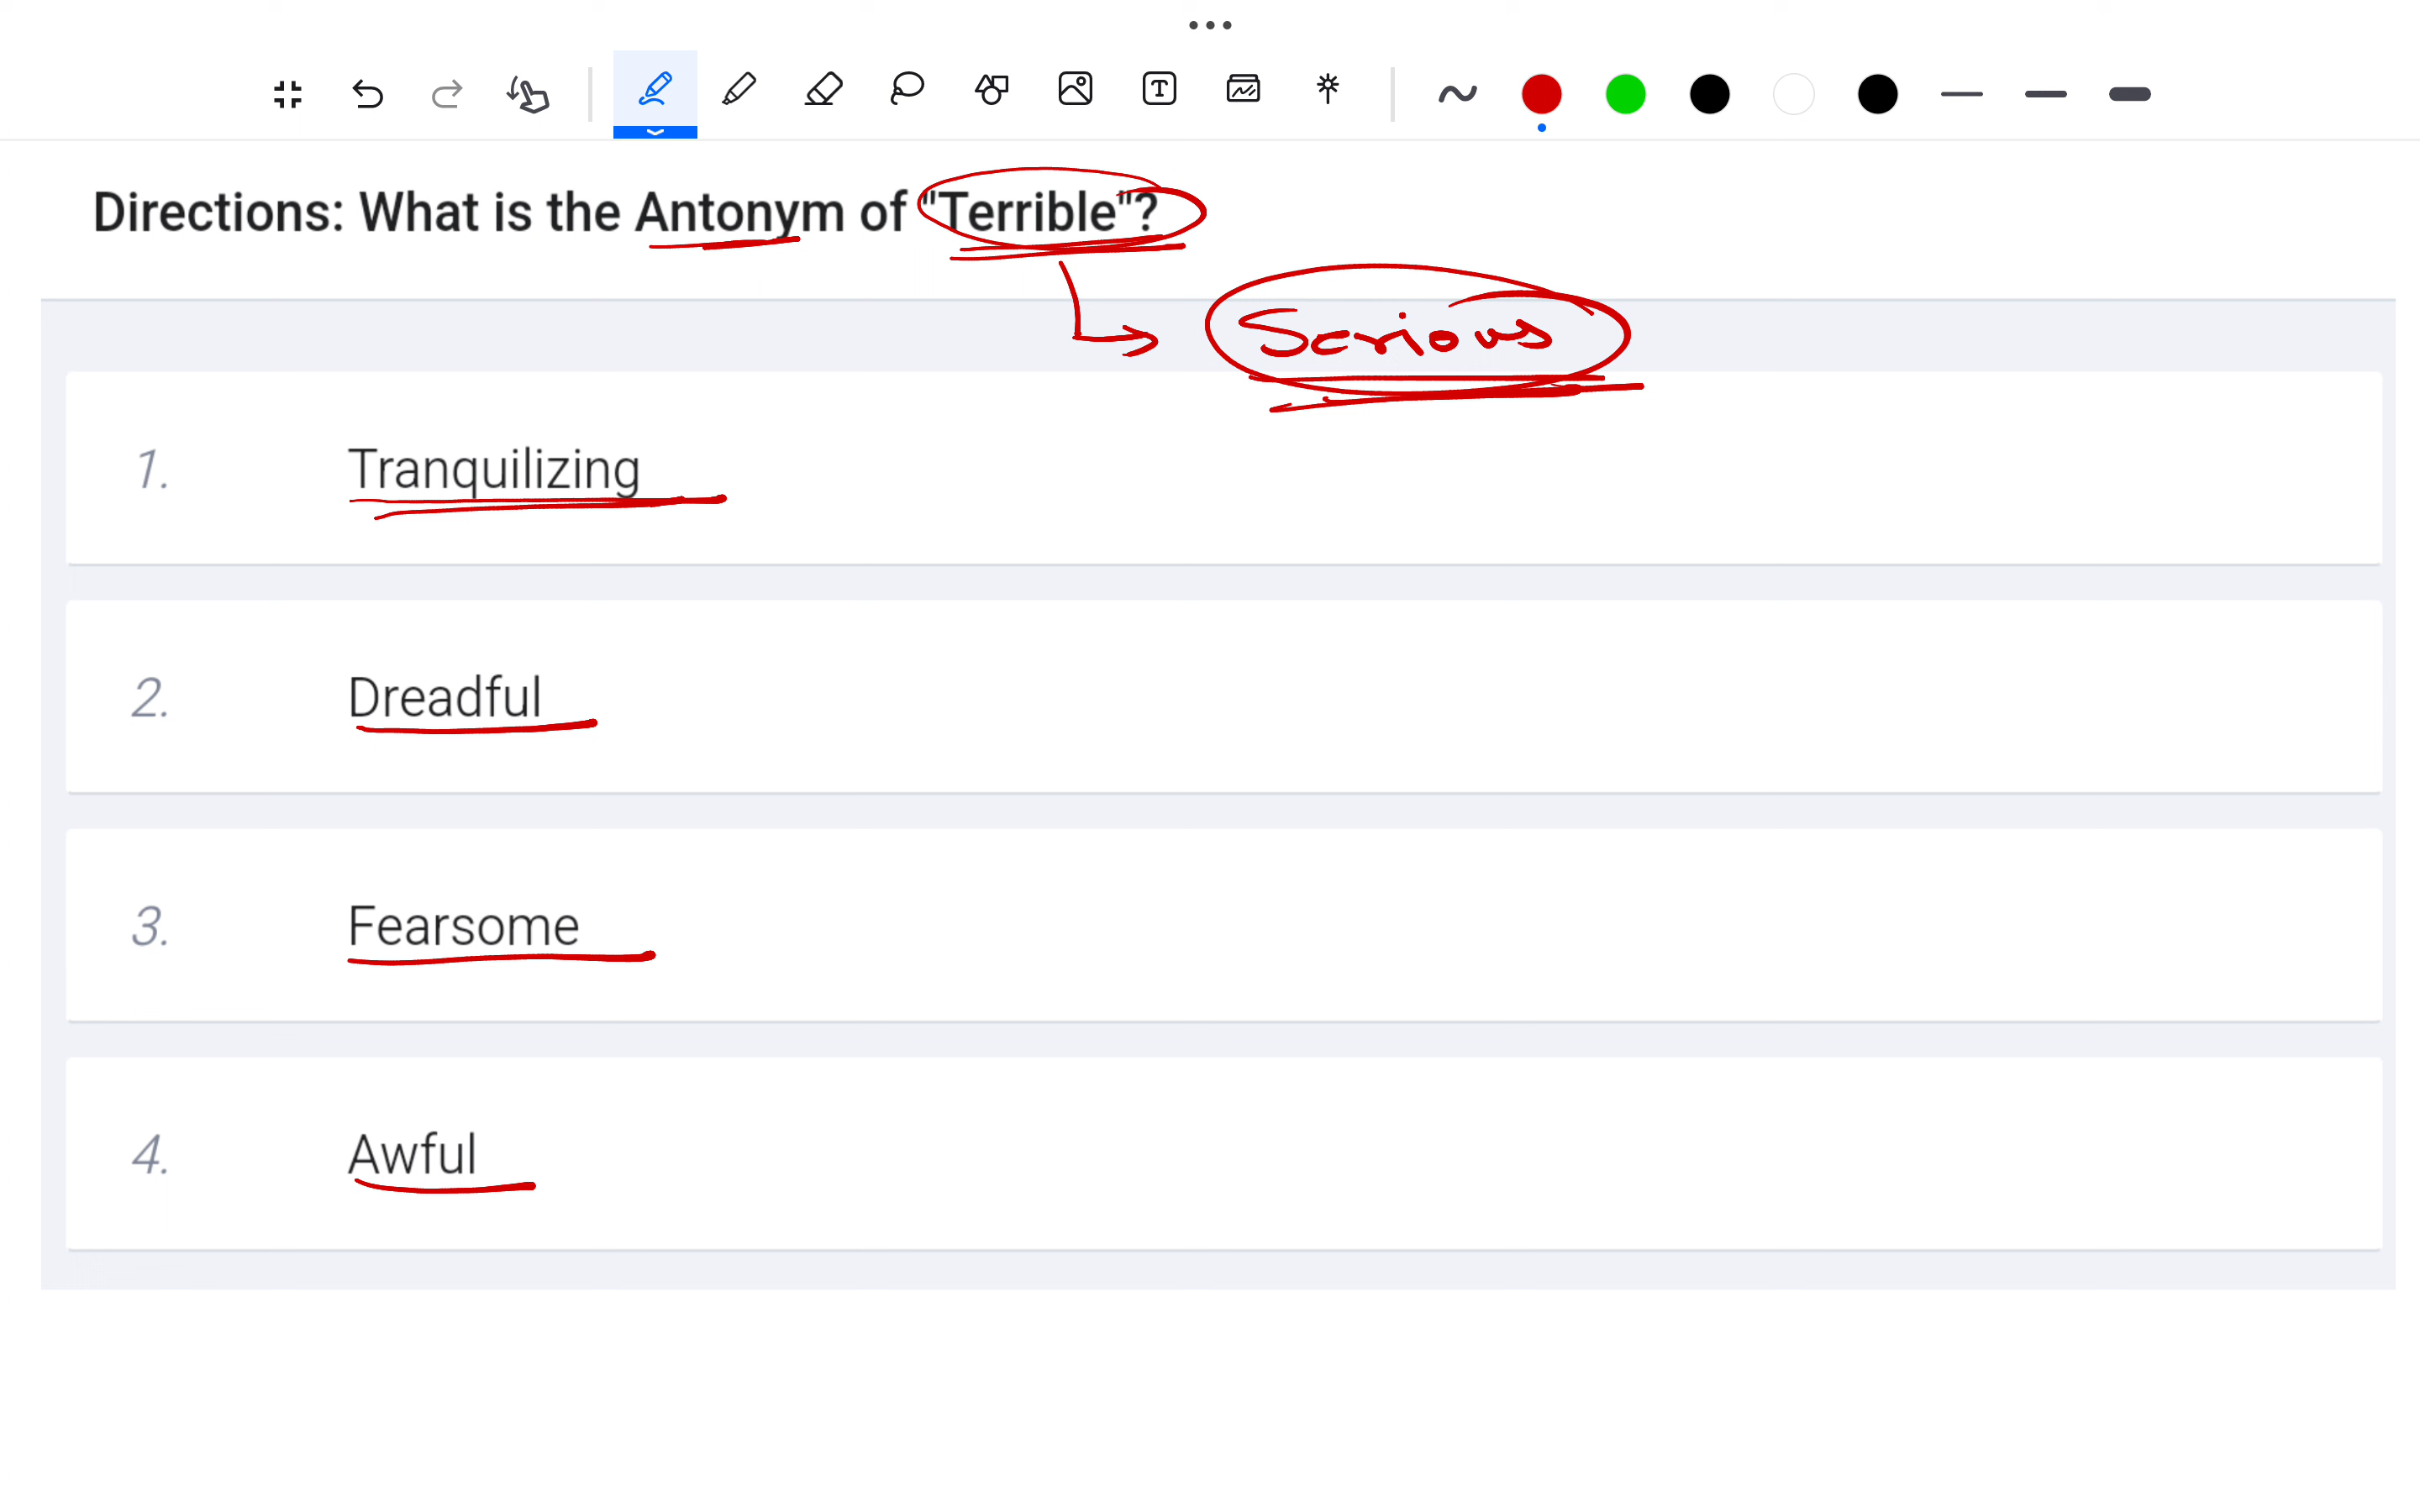 Directions: What is the Antonym of "Terrible"?
Serious
1. Tranquilizing
2. Dreadful
3. Fearsome
4. Awful